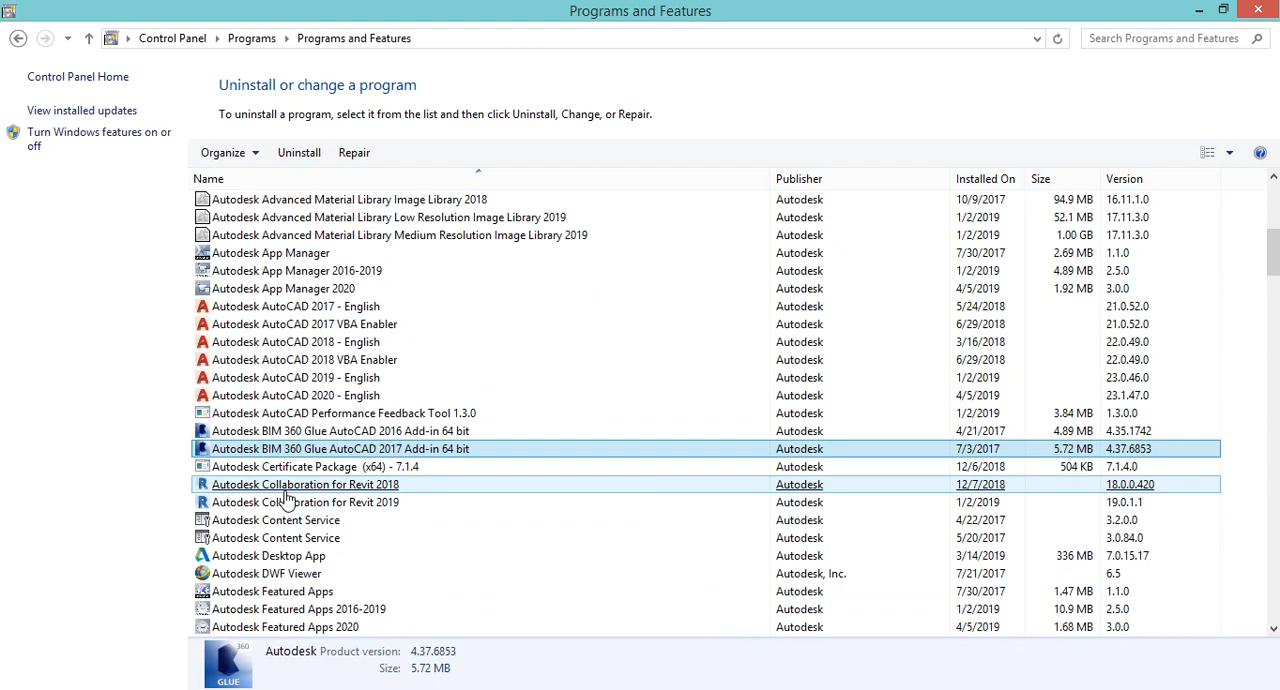 Programs and Features
Control Panel Programs Programs and Features
Search Programs and Features
Control Panel Home
View installed updates
Turn Windows features on or
off
Uninstall or change a program
To uninstall a program, select it from the list and then click Uninstall, Change, or Repair.
Organize Uninstall Repair
Name Publisher Installed On Size Version
Autodesk Advanced Material Library Image Library 2018 Autodesk 10/9/2017 94.9 MB 16.11.1.0
Autodesk Advanced Material Library Low Resolution Image Library 2019 Autodesk 1/2/2019 52.1 MB 17.11.3.0
Autodesk Advanced Material Library Medium Resolution Image Library 2019 Autodesk 1/2/2019 1.00 GB 17.11.3.0
Autodesk App Manager Autodesk 7/30/2017 2.69 MB 1.1.0
Autodesk App Manager 2016-2019 Autodesk 1/2/2019 4.89 MB 2.5.0
Autodesk App Manager 2020 Autodesk 4/5/2019 1.92 MB 3.0.0
Autodesk AutoCAD 2017 - English Autodesk 5/24/2018 21.0.52.0
Autodesk AutoCAD 2017 VBA Enabler Autodesk 6/29/2018 21.0.52.0
Autodesk AutoCAD 2018 - English Autodesk 3/16/2018 22.0.49.0
Autodesk AutoCAD 2018 VBA Enabler Autodesk 6/29/2018 22.0.49.0
Autodesk AutoCAD 2019 - English Autodesk 1/2/2019 23.0.46.0
Autodesk AutoCAD 2020 - English Autodesk 4/5/2019 23.1.47.0
Autodesk AutoCAD Performance Feedback Tool 1.3.0 Autodesk 1/2/2019 3.84 MB 1.3.0.0
Autodesk BIM 360 Glue AutoCAD 2016 Add-in 64 bit Autodesk 4/21/2017 4.89 MB 4.35.1742
Autodesk BIM 360 Glue AutoCAD 2017 Add-in 64 bit Autodesk 7/3/2017 5.72 MB 4.37.6853
Autodesk Certificate Package (x64) - 7.1.4 Autodesk 12/6/2018 504 KB 7.1.4.0
Autodesk Collaboration for Revit 2018 Autodesk 12/7/2018 18.0.0.420
Autodesk Collaboration for Revit 2019 Autodesk 1/2/2019 19.0.1.1
Autodesk Content Service Autodesk 4/22/2017 3.2.0.0
Autodesk Content Service Autodesk 5/20/2017 3.0.84.0
Autodesk Desktop App Autodesk 3/14/2019 336 MB 7.0.15.17
Autodesk DWF Viewer Autodesk, Inc. 7/21/2017 6.5
Autodesk Featured Apps Autodesk 7/30/2017 1.47 MB 1.1.0
Autodesk Featured Apps 2016-2019 Autodesk 1/2/2019 10.9 MB 2.5.0
Autodesk Featured Apps 2020 Autodesk 4/5/2019 1.68 MB 3.0.0
360
GLUE
Autodesk Product version: 4.37.6853
Size: 5.72 MB